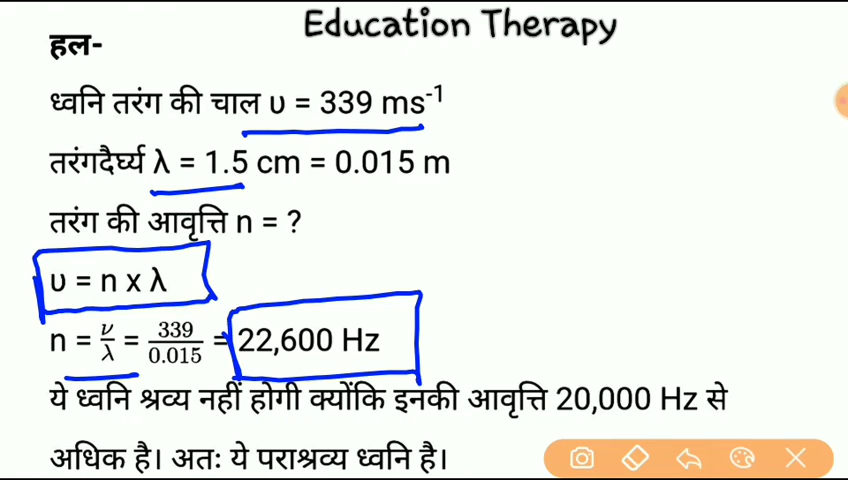 Education Therapy
हल-
ध्वनि तरंग की चाल υ = 339 ms⁻¹
तरंगदैर्घ्य λ = 1.5 cm = 0.015 m
तरंग की आवृत्ति n = ?
υ = n x λ
n = ν/λ = 339/0.015 = 22,600 Hz
ये ध्वनि श्रव्य नहीं होगी क्योंकि इनकी आवृत्ति 20,000 Hz से
अधिक है। अतः ये पराश्रव्य ध्वनि है।